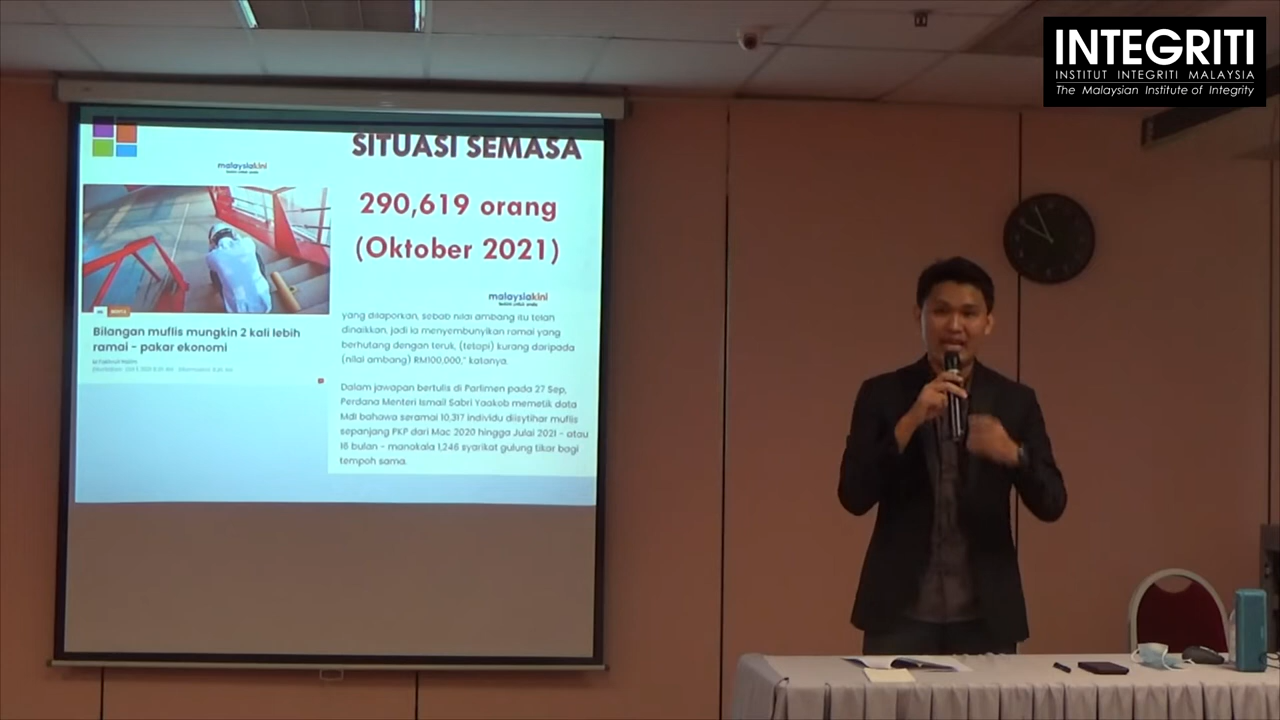 INTEGRITI
INSTITUT INTEGRITI MALAYSIA
The Malaysian Institute of Integrity
SITUASI SEMASA
malaysiakini
290,619 orang
(Oktober 2021)
malaysiakini
BERITA
Bilangan muflis mungkin 2 kali lebih
ramai - pakar ekonomi
yang dilaporkan, sebab nilai ambang itu telah
dinaikkan, jadi ia menyembunyikan ramai yang
berhutang dengan teruk, (tetapi) kurang daripada
(nilai ambang) RM100,000," katanya.
Dalam jawapan bertulis di Parlimen pada 27 Sep,
Perdana Menteri Ismail Sabri Yaakob memetik data
MdI bahawa seramai 10,317 individu diisytihar muflis
sepanjang PKP dari Mac 2020 hingga Julai 2021 - atau
18 bulan - manakala 1,246 syarikat gulung tikar bagi
tempoh sama.